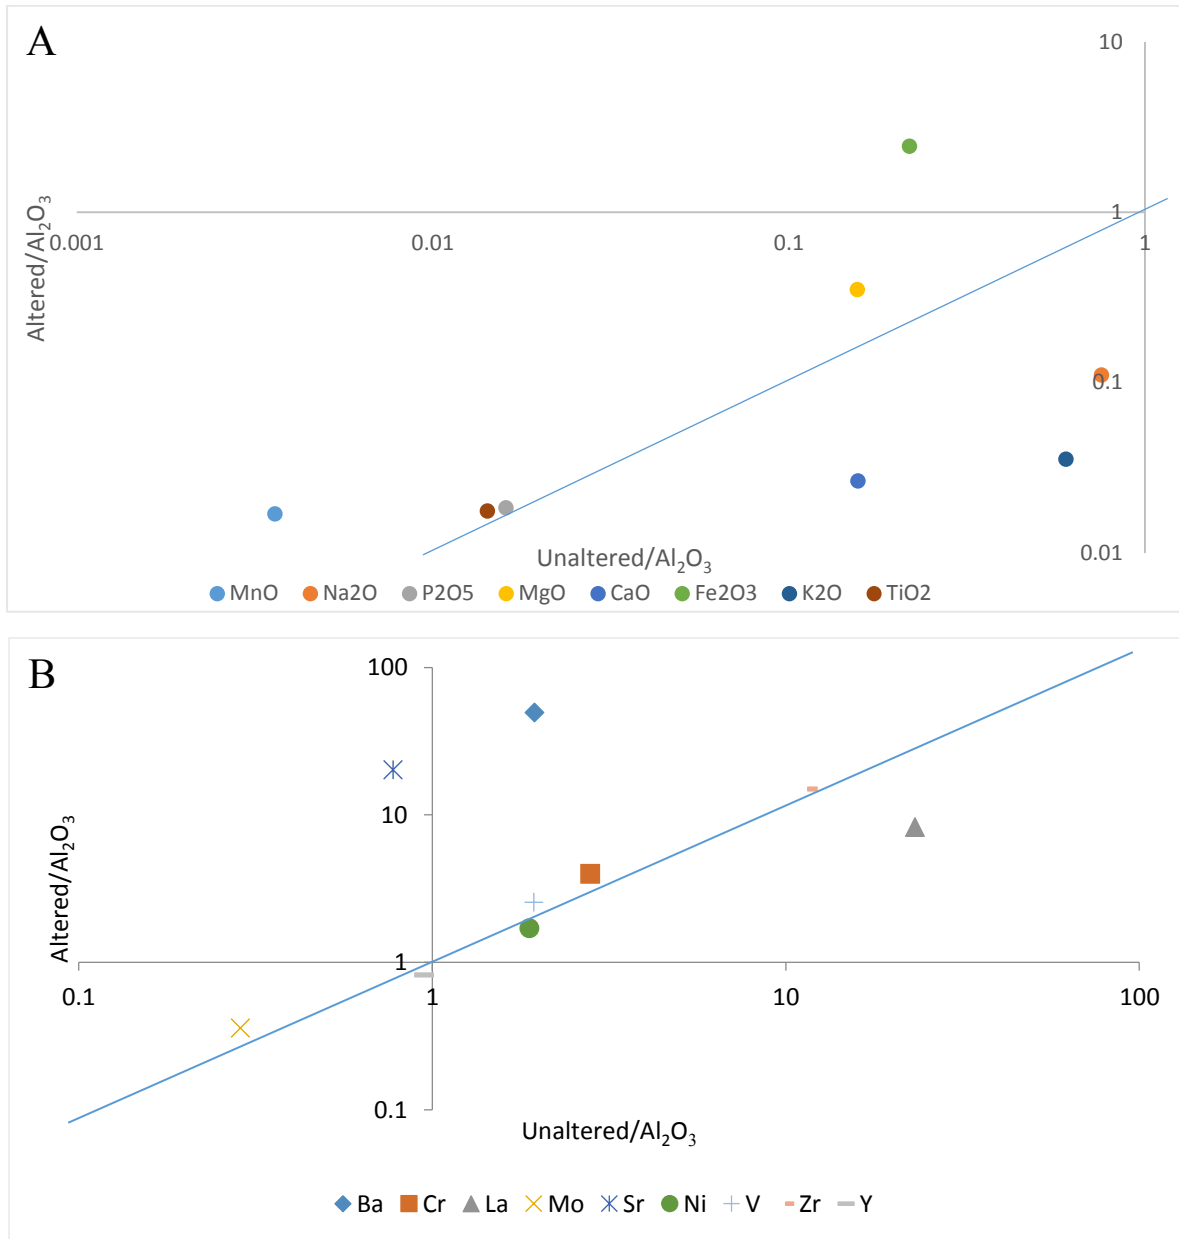 A
10
1
0.001 0.01 0.1 1
Altered/Al₂O₃
0.1
0.01
Unaltered/Al₂O₃
MnO Na2O P2O5 MgO CaO Fe2O3 K2O TiO2
B
100
10
Altered/Al₂O₃
1
0.1 1 10 100
0.1
Unaltered/Al₂O₃
Ba Cr La Mo Sr Ni V Zr Y